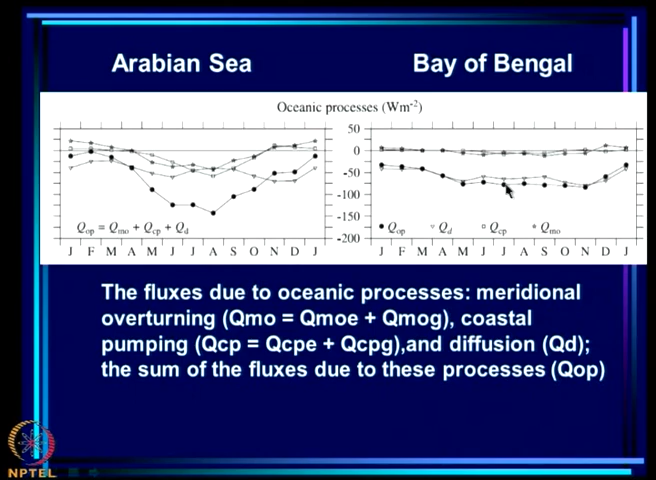 Arabian Sea
Bay of Bengal
Oceanic processes (Wm-2)
50
0
-50
-100
-150
-200
Qop = Qmo + Qcp + Qd
Qop Qd Qcp Qmo
J F M A M J J A S O N D J
J F M A M J J A S O N D J
The fluxes due to oceanic processes: meridional
overturning (Qmo = Qmoe + Qmog), coastal
pumping (Qcp = Qcpe + Qcpg),and diffusion (Qd);
the sum of the fluxes due to these processes (Qop)
NPTEL